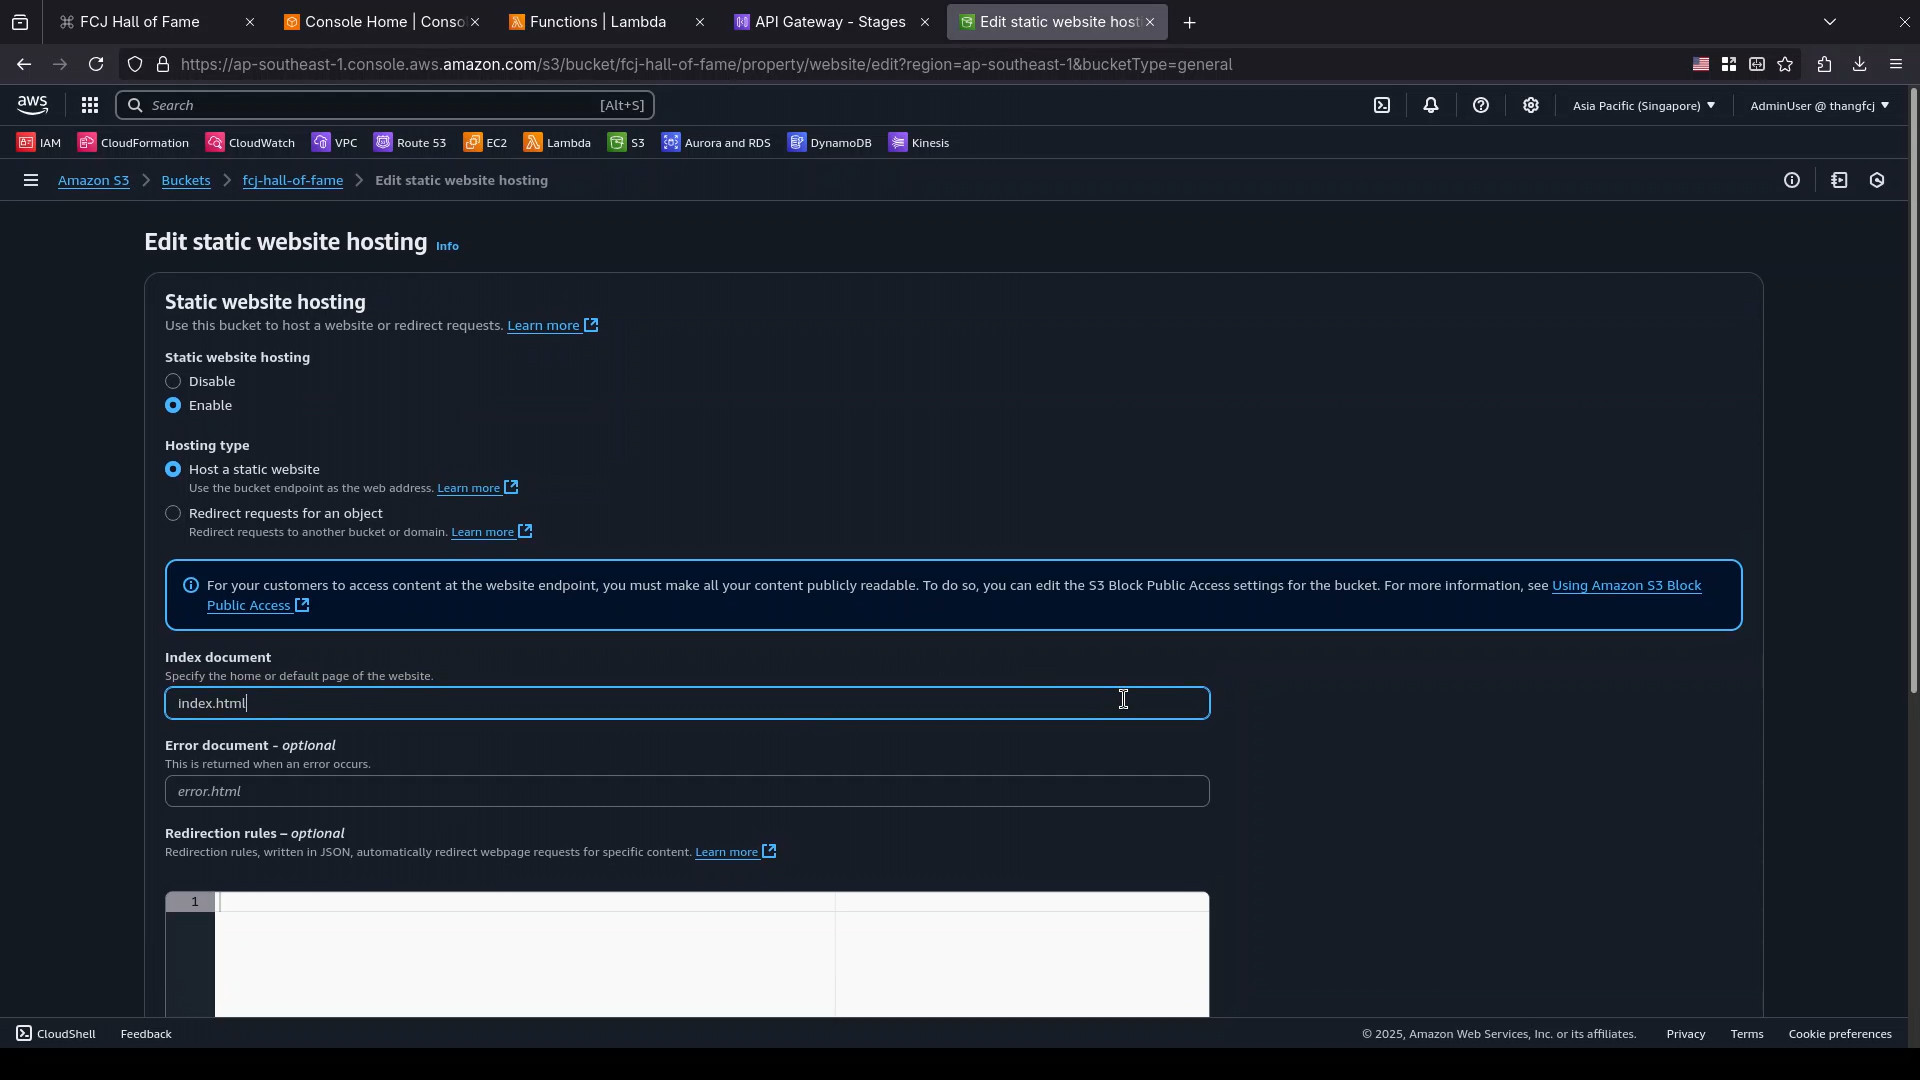 FCJ Hall of Fame
Console Home | Conso
Functions | Lambda
API Gateway - Stages
Edit static website hosti
https://ap-southeast-1.console.aws.amazon.com/s3/bucket/fcj-hall-of-fame/property/website/edit?region=ap-southeast-1&bucketType=general
aws
Search
[Alt+S]
Asia Pacific (Singapore)
AdminUser @ thangfcj
IAM
CloudFormation
CloudWatch
VPC
Route 53
EC2
Lambda
S3
Aurora and RDS
DynamoDB
Kinesis
Amazon S3
Buckets
fcj-hall-of-fame
Edit static website hosting
Edit static website hosting Info
Static website hosting
Use this bucket to host a website or redirect requests. Learn more
Static website hosting
Disable
Enable
Hosting type
Host a static website
Use the bucket endpoint as the web address. Learn more
Redirect requests for an object
Redirect requests to another bucket or domain. Learn more
For your customers to access content at the website endpoint, you must make all your content publicly readable. To do so, you can edit the S3 Block Public Access settings for the bucket. For more information, see Using Amazon S3 Block
Public Access
Index document
Specify the home or default page of the website.
index.html
Error document - optional
This is returned when an error occurs.
error.html
Redirection rules – optional
Redirection rules, written in JSON, automatically redirect webpage requests for specific content. Learn more
1
CloudShell
Feedback
© 2025, Amazon Web Services, Inc. or its affiliates.
Privacy
Terms
Cookie preferences